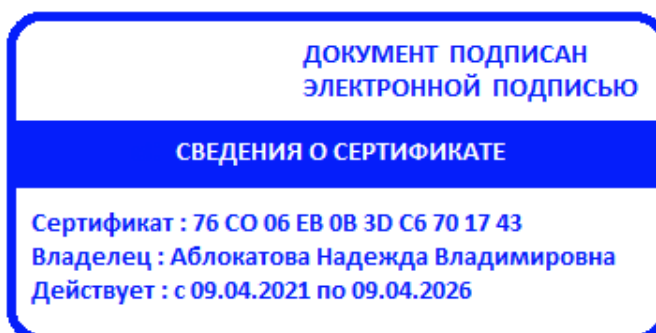 ДОКУМЕНТ ПОДПИСАН
ЭЛЕКТРОННОЙ ПОДПИСЬЮ
СВЕДЕНИЯ О СЕРТИФИКАТЕ
Сертификат : 76 CO 06 EB 0B 3D C6 70 17 43
Владелец : Аблокатова Надежда Владимировна
Действует : с 09.04.2021 по 09.04.2026